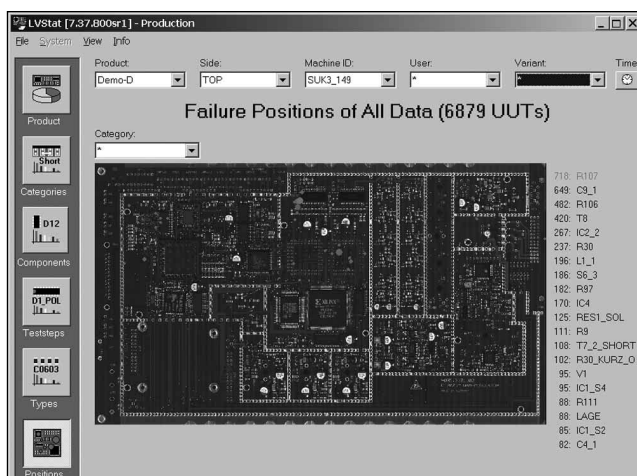 LVStat [7.37.800sr1] - Production
File System View Info
Product: Side: Machine ID: User: Variant: Time
Demo-D TOP SUK3_149 * *
Failure Positions of All Data (6879 UUTs)
Category:
*
Product
Short
Categories
D12
Components
D1_POL
Teststeps
C0603
Types
Positions
XILINX
718: R107
649: C9_1
482: R106
420: T8
267: IC2_2
237: R30
196: L1_1
186: S6_3
182: R97
170: IC4
125: RES1_SOL
111: R9
108: T7_2_SHORT
102: R30_KURZ_O
95: V1
95: IC1_S4
88: R111
88: LAGE
85: IC1_S2
82: C4_1